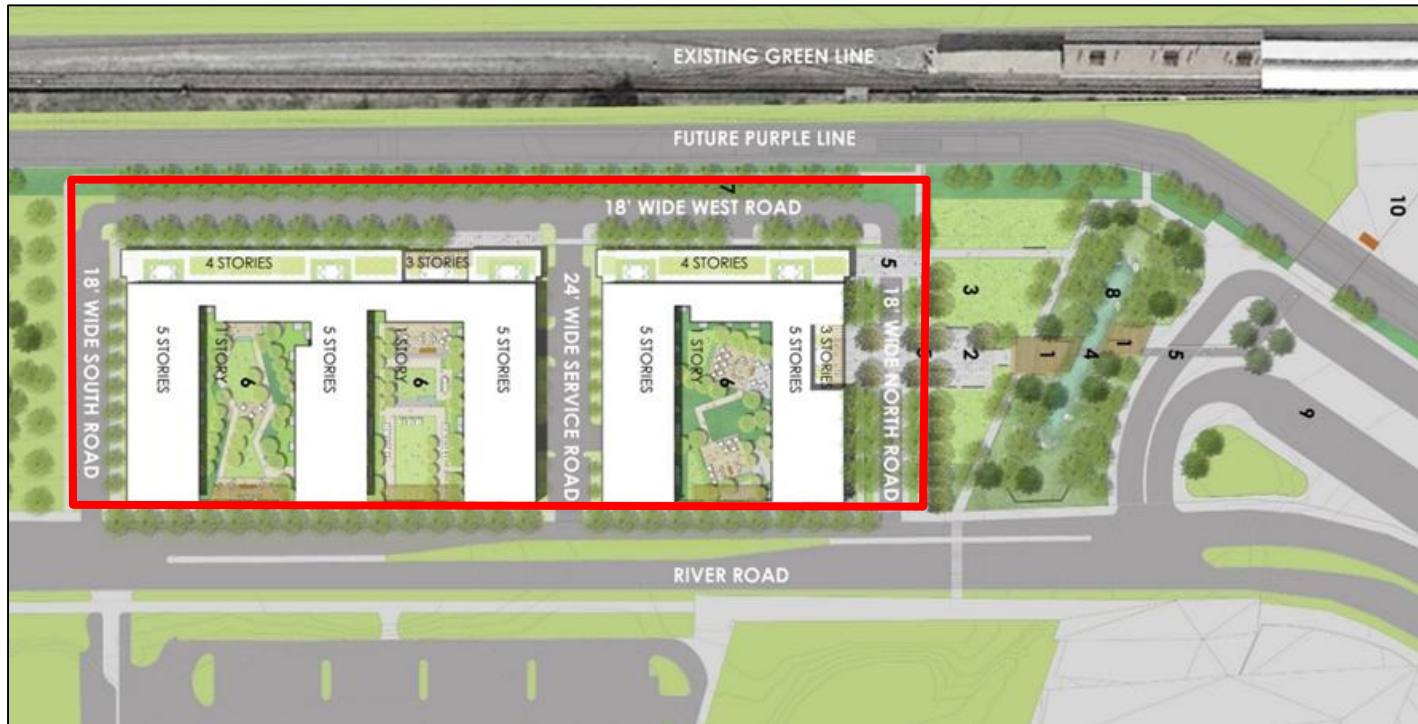 EXISTING GREEN LINE
FUTURE PURPLE LINE
7
18' WIDE WEST ROAD
10
4 STORIES
3 STORIES
4 STORIES
5
3
8
18' WIDE SOUTH ROAD
5 STORIES
1 STORY
6
5 STORIES
1 STORY
6
5 STORIES
24' WIDE SERVICE ROAD
5 STORIES
1 STORY
6
5 STORIES
3 STORIES
18' WIDE NORTH ROAD
2
1
4
1
5
9
RIVER ROAD